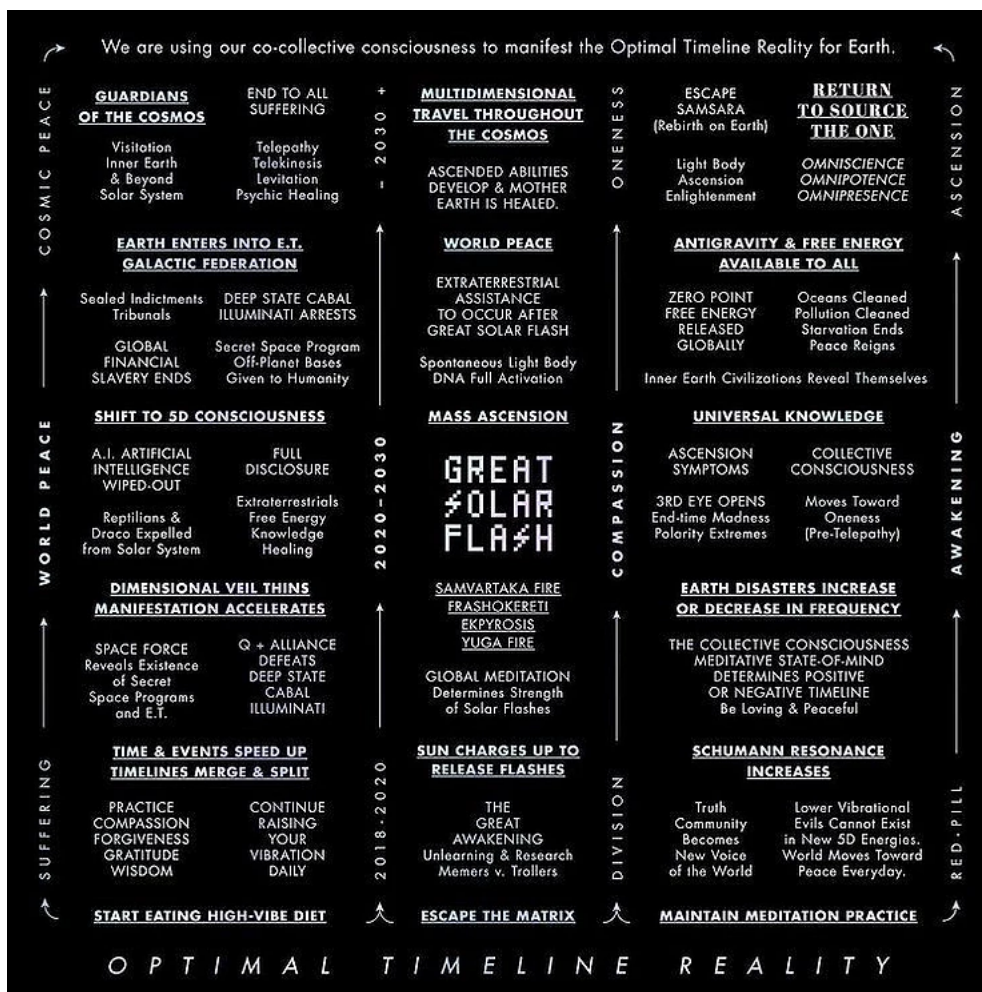 We are using our co-collective consciousness to manifest the Optimal Timeline Reality for Earth.
COSMIC PEACE
WORLD PEACE
SUFFERING
GUARDIANS
OF THE COSMOS
END TO ALL
SUFFERING
Visitation
Inner Earth
& Beyond
Solar System
Telepathy
Telekinesis
Levitation
Psychic Healing
EARTH ENTERS INTO E.T.
GALACTIC FEDERATION
Sealed Indictments
Tribunals
DEEP STATE CABAL
ILLUMINATI ARRESTS
GLOBAL
FINANCIAL
SLAVERY ENDS
Secret Space Program
Off-Planet Bases
Given to Humanity
SHIFT TO 5D CONSCIOUSNESS
A.I. ARTIFICIAL
INTELLIGENCE
WIPED-OUT
FULL
DISCLOSURE
Reptilians &
Draco Expelled
from Solar System
Extraterrestrials
Free Energy
Knowledge
Healing
DIMENSIONAL VEIL THINS
MANIFESTATION ACCELERATES
SPACE FORCE
Reveals Existence
of Secret
Space Programs
and E.T.
Q + ALLIANCE
DEFEATS
DEEP STATE
CABAL
ILLUMINATI
TIME & EVENTS SPEED UP
TIMELINES MERGE & SPLIT
PRACTICE
COMPASSION
FORGIVENESS
GRATITUDE
WISDOM
CONTINUE
RAISING
YOUR
VIBRATION
DAILY
START EATING HIGH-VIBE DIET
- 2030 +
2020-2030
2018-2020
MULTIDIMENSIONAL
TRAVEL THROUGHOUT
THE COSMOS
ASCENDED ABILITIES
DEVELOP & MOTHER
EARTH IS HEALED.
WORLD PEACE
EXTRATERRESTRIAL
ASSISTANCE
TO OCCUR AFTER
GREAT SOLAR FLASH
Spontaneous Light Body
DNA Full Activation
MASS ASCENSION
GREAT
SOLAR
FLASH
SAMVARTAKA FIRE
FRASHOKERETI
EKPYROSIS
YUGA FIRE
GLOBAL MEDITATION
Determines Strength
of Solar Flashes
SUN CHARGES UP TO
RELEASE FLASHES
THE
GREAT
AWAKENING
Unlearning & Research
Memers v. Trollers
ESCAPE THE MATRIX
ONENESS
COMPASSION
DIVISION
ESCAPE
SAMSARA
(Rebirth on Earth)
RETURN
TO SOURCE
THE ONE
Light Body
Ascension
Enlightenment
OMNISCIENCE
OMNIPOTENCE
OMNIPRESENCE
ANTIGRAVITY & FREE ENERGY
AVAILABLE TO ALL
ZERO POINT
FREE ENERGY
RELEASED
GLOBALLY
Oceans Cleaned
Pollution Cleaned
Starvation Ends
Peace Reigns
Inner Earth Civilizations Reveal Themselves
UNIVERSAL KNOWLEDGE
ASCENSION
SYMPTOMS
COLLECTIVE
CONSCIOUSNESS
3RD EYE OPENS
End-time Madness
Polarity Extremes
Moves Toward
Oneness
(Pre-Telepathy)
EARTH DISASTERS INCREASE
OR DECREASE IN FREQUENCY
THE COLLECTIVE CONSCIOUSNESS
MEDITATIVE STATE-OF-MIND
DETERMINES POSITIVE
OR NEGATIVE TIMELINE
Be Loving & Peaceful
SCHUMANN RESONANCE
INCREASES
Truth
Community
Becomes
New Voice
of the World
Lower Vibrational
Evils Cannot Exist
in New 5D Energies.
World Moves Toward
Peace Everyday.
MAINTAIN MEDITATION PRACTICE
ASCENSION
AWAKENING
RED-PILL
OPTIMAL TIMELINE REALITY